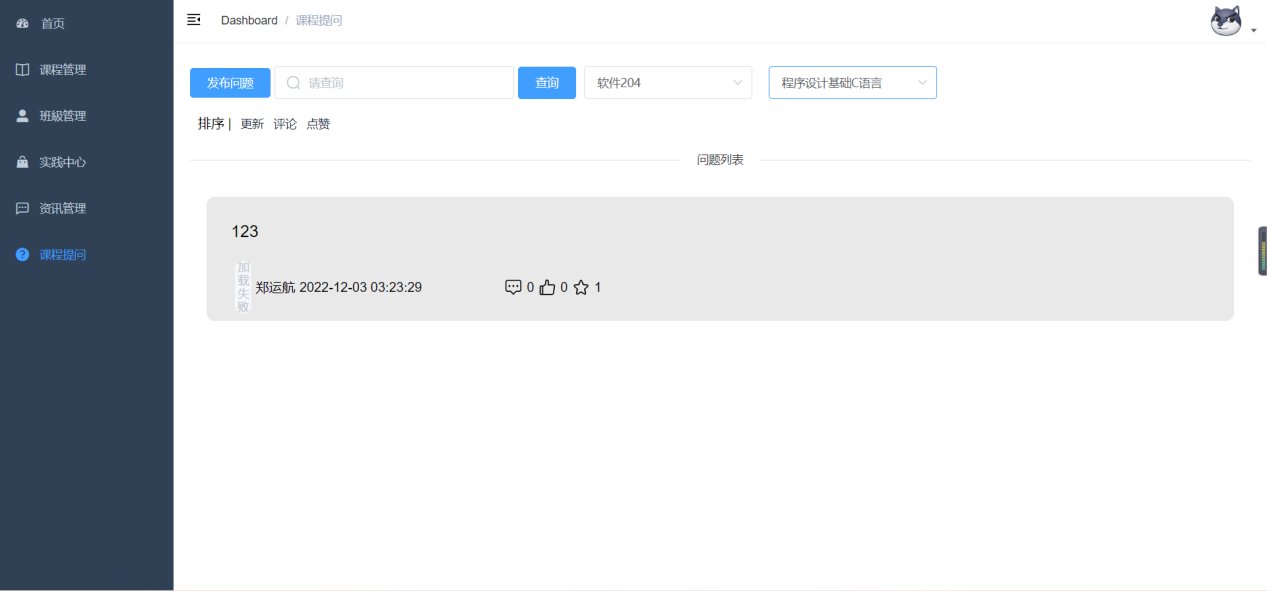 首页
课程管理
班级管理
实践中心
资讯管理
课程提问
Dashboard / 课程提问
发布问题 请查询 查询 软件204 程序设计基础C语言
排序 | 更新 评论 点赞
问题列表
123
加载失败
郑运航 2022-12-03 03:23:29 0 0 1